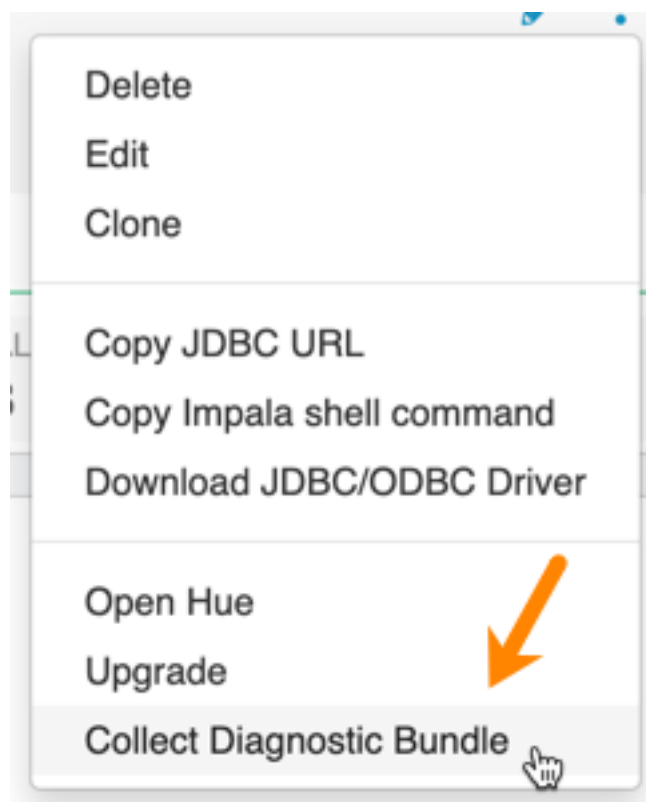 Delete
Edit
Clone
Copy JDBC URL
Copy Impala shell command
Download JDBC/ODBC Driver
Open Hue
Upgrade
Collect Diagnostic Bundle